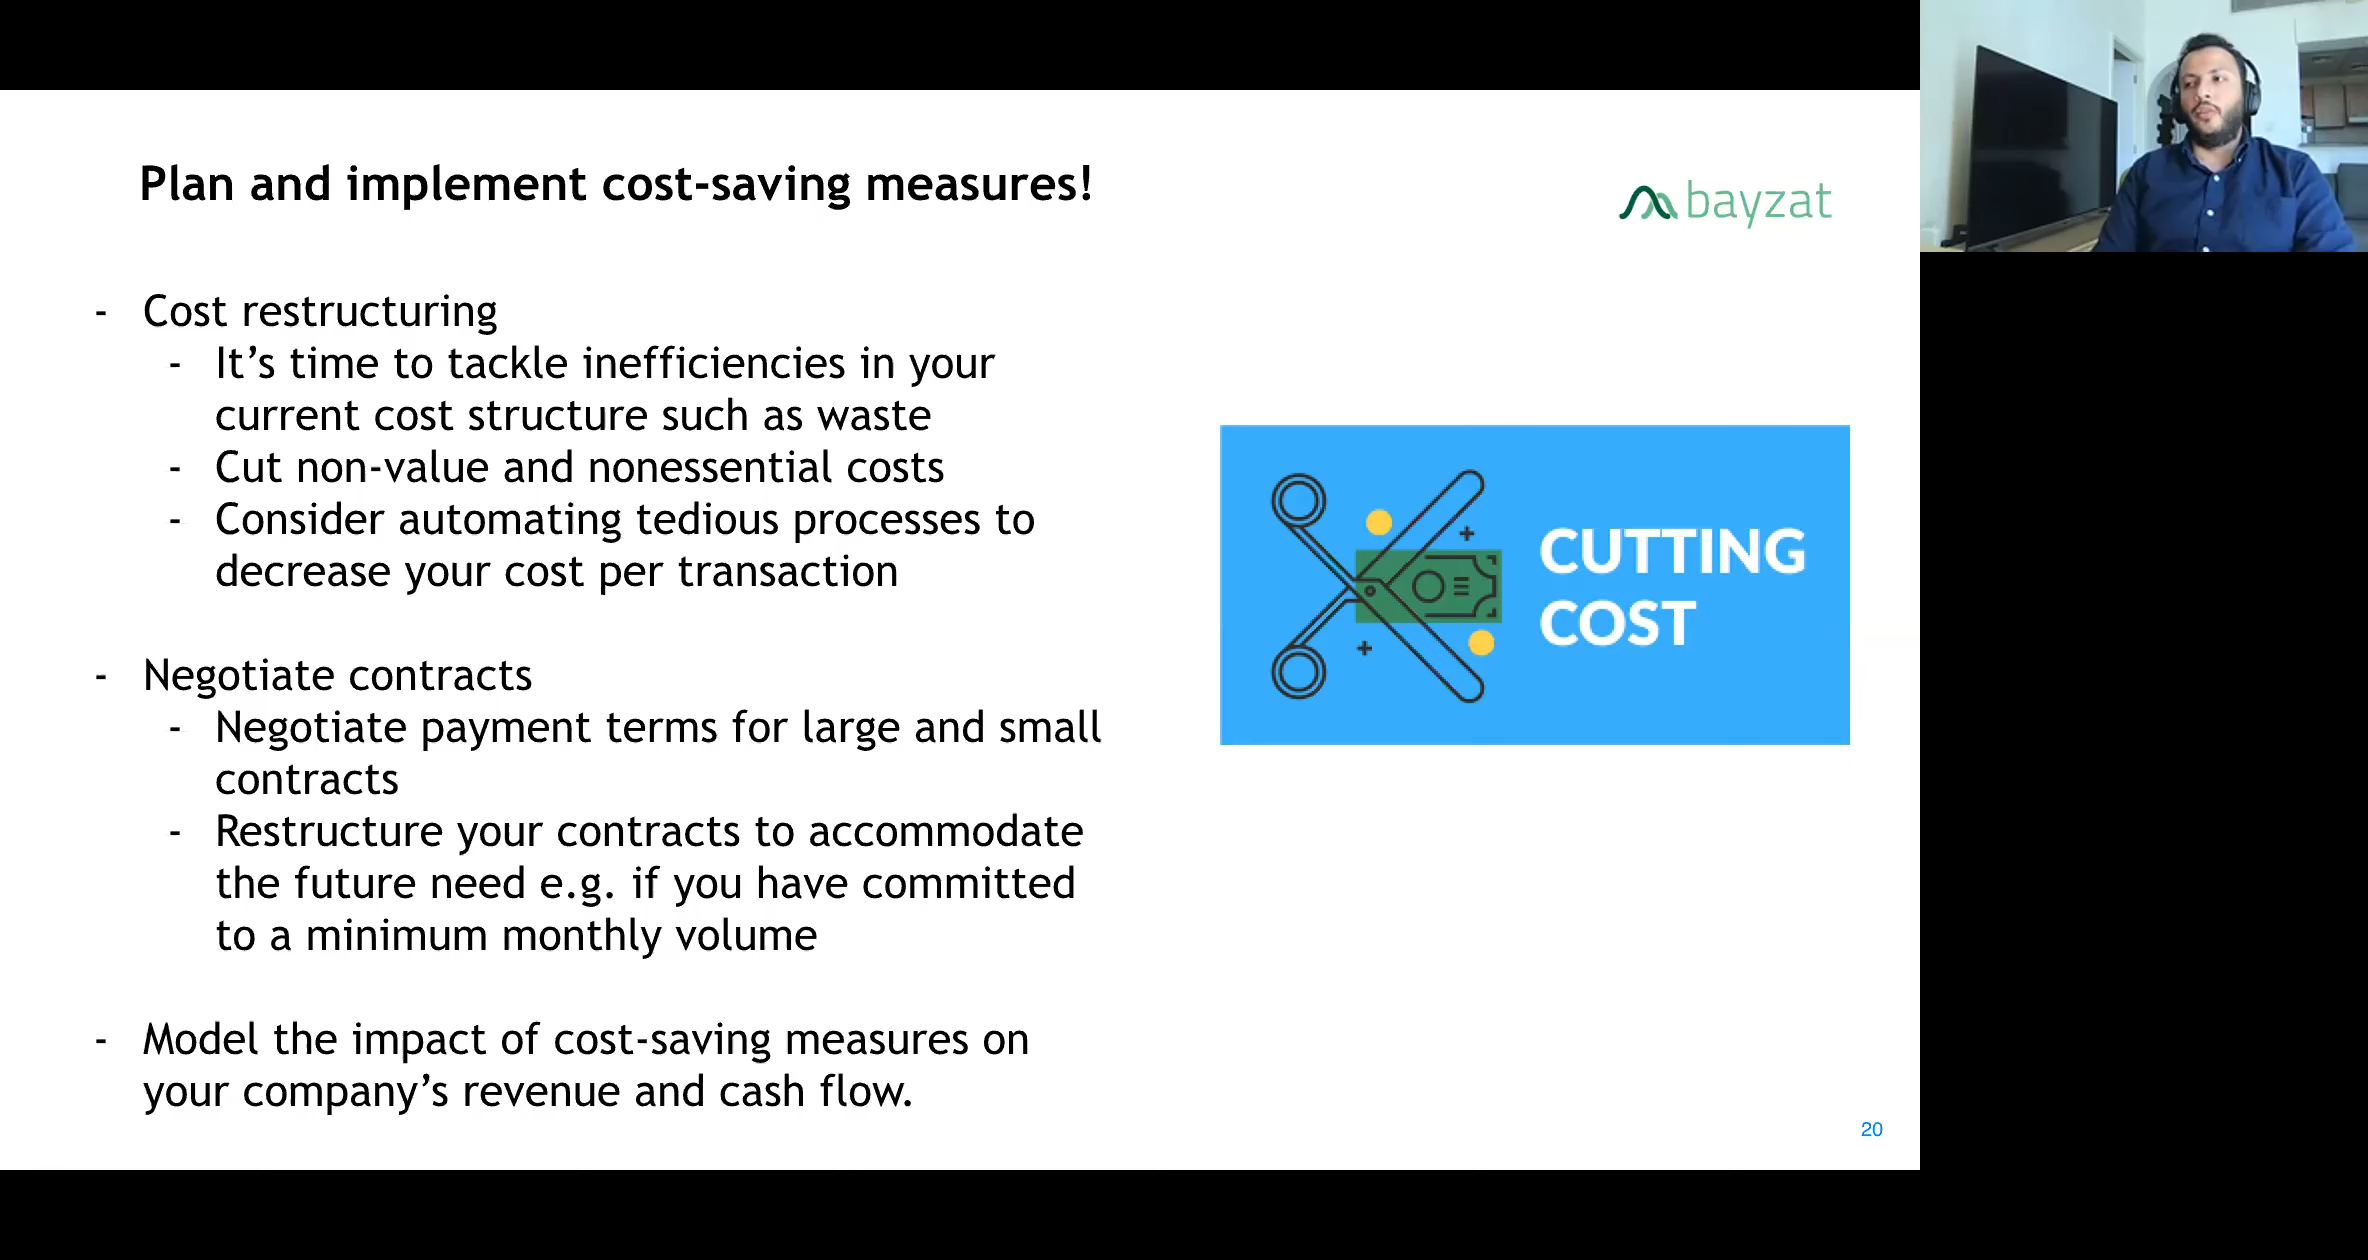 Plan and implement cost-saving measures!
bayzat
- Cost restructuring
- It’s time to tackle inefficiencies in your
current cost structure such as waste
- Cut non-value and nonessential costs
- Consider automating tedious processes to
decrease your cost per transaction
- Negotiate contracts
- Negotiate payment terms for large and small
contracts
- Restructure your contracts to accommodate
the future need e.g. if you have committed
to a minimum monthly volume
- Model the impact of cost-saving measures on
your company’s revenue and cash flow.
CUTTING
COST
20